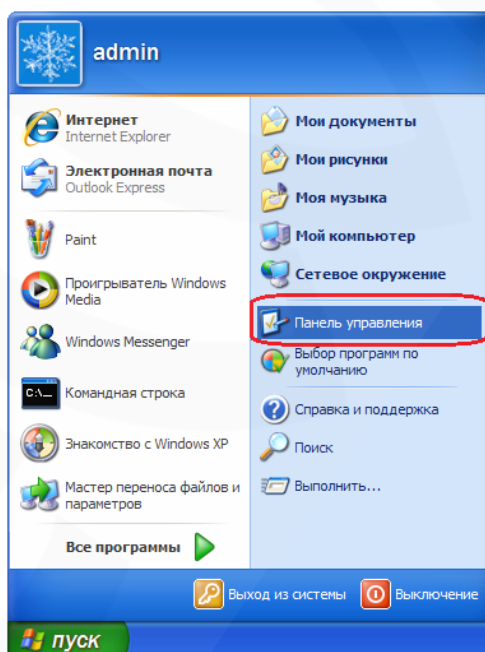 admin
Интернет
Internet Explorer
Электронная почта
Outlook Express
Paint
Проигрыватель Windows
Media
Windows Messenger
C:\_
Командная строка
Знакомство с Windows XP
Мастер переноса файлов и
параметров
Все программы
Мои документы
Мои рисунки
Моя музыка
Мой компьютер
Сетевое окружение
Панель управления
Выбор программ по
умолчанию
Справка и поддержка
Поиск
Выполнить...
Выход из системы
Выключение
пуск